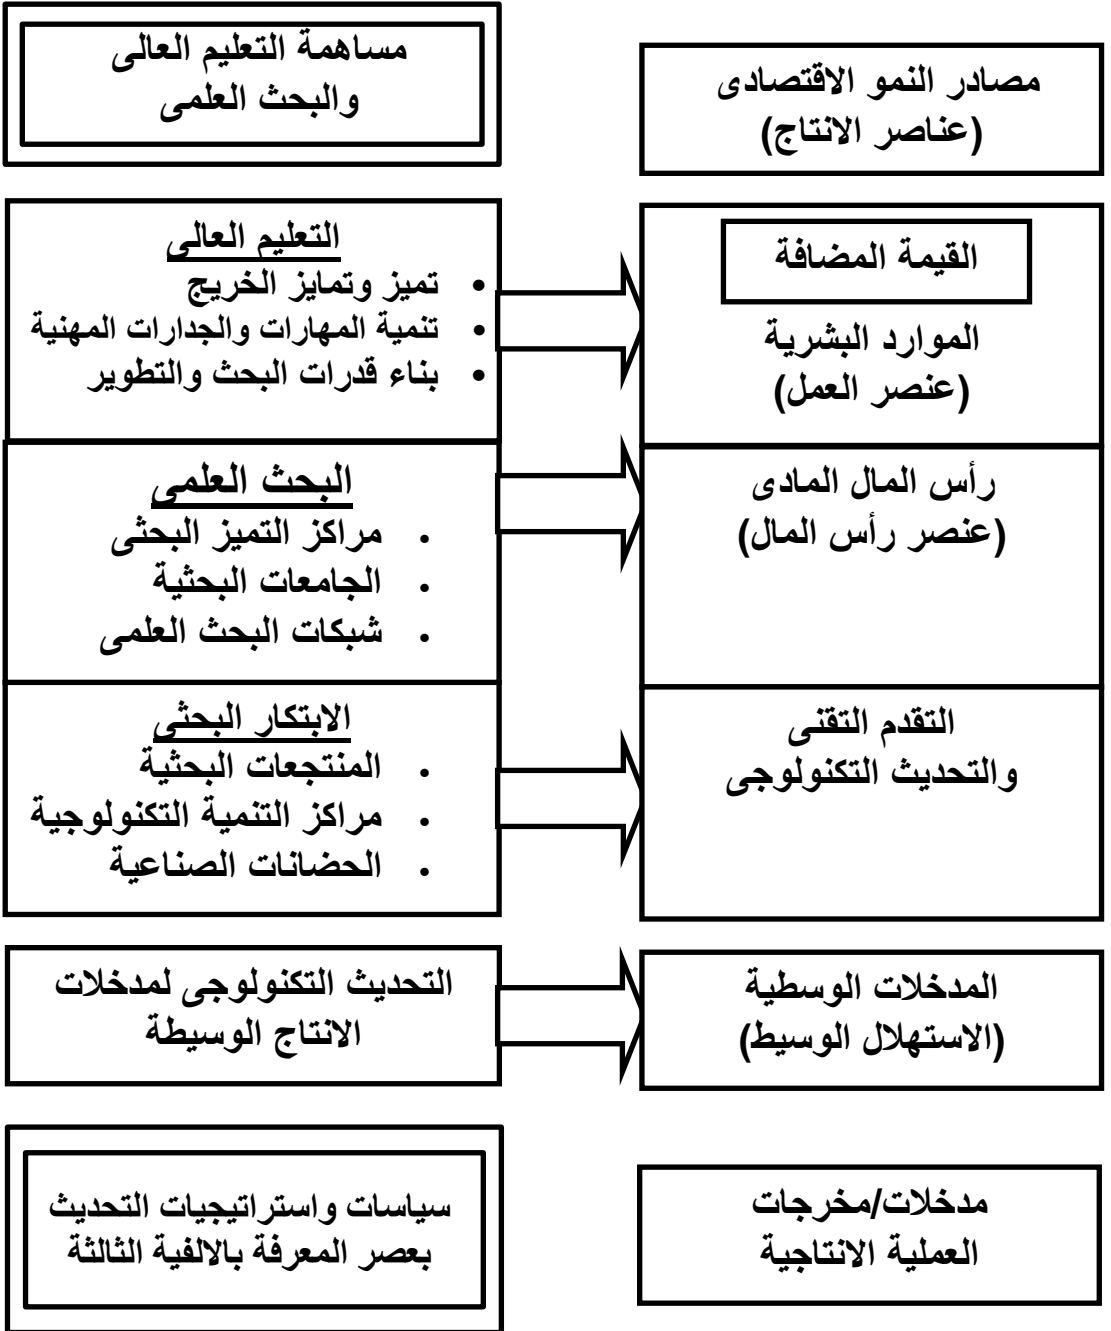 مصادر النمو الاقتصادى
(عناصر الانتاج)
مساهمة التعليم العالى
والبحث العلمى
القيمة المضافة
الموارد البشرية
(عنصر العمل)
التعليم العالى
• تميز وتمايز الخريج
• تنمية المهارات والجدارات المهنية
• بناء قدرات البحث والتطوير
رأس المال المادى
(عنصر رأس المال)
البحث العلمى
• مراكز التميز البحثى
• الجامعات البحثية
• شبكات البحث العلمى
التقدم التقنى
والتحديث التكنولوجى
الابتكار البحثى
• المنتجعات البحثية
• مراكز التنمية التكنولوجية
• الحضانات الصناعية
المدخلات الوسطية
(الاستهلال الوسيط)
التحديث التكنولوجى لمدخلات
الانتاج الوسيطة
مدخلات/مخرجات
العملية الانتاجية
سياسات واستراتيجيات التحديث
بعصر المعرفة بالالفية الثالثة